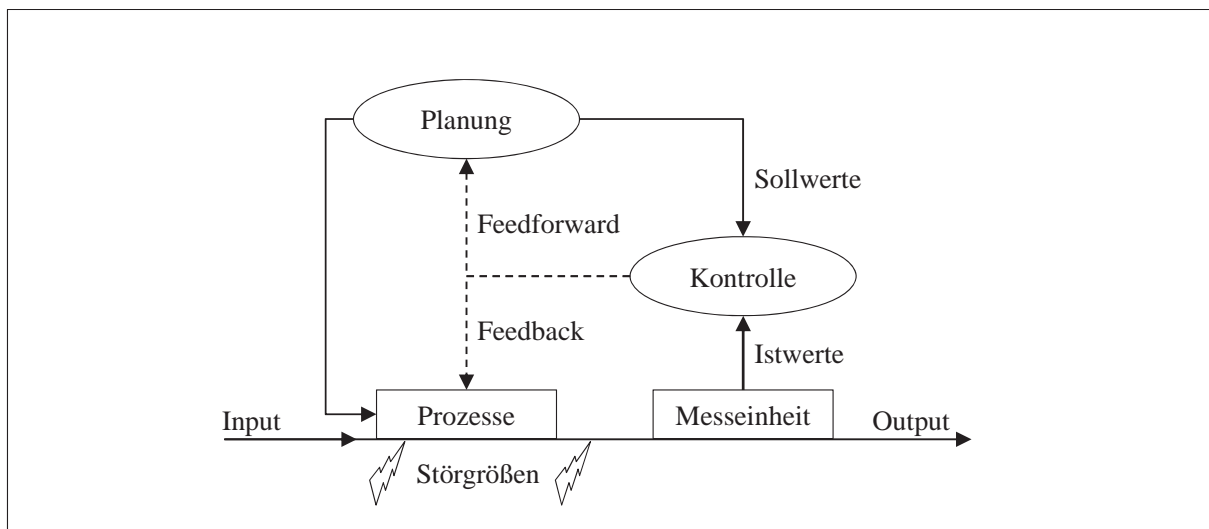 Planung
Sollwerte
Feedforward
Kontrolle
Feedback
Istwerte
Input
Prozesse
Messeinheit
Output
Störgrößen